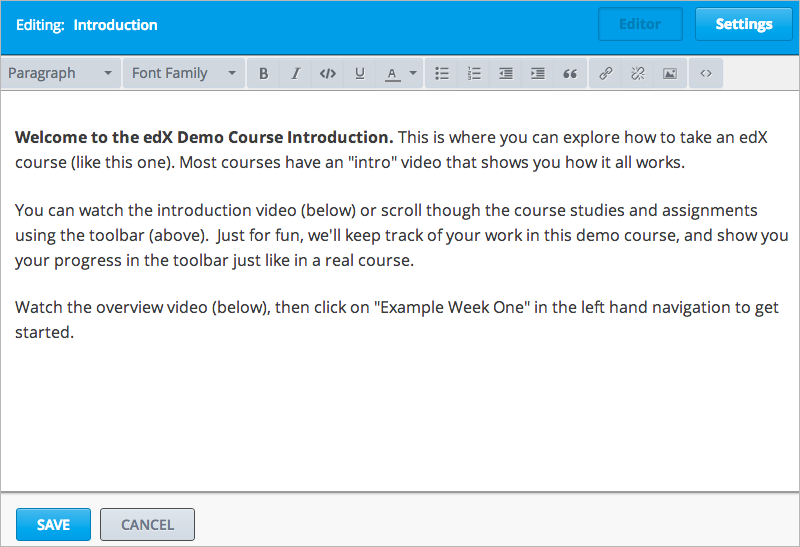 Editing: Introduction
Editor
Settings
Paragraph
Font Family
B I </> U A
Welcome to the edX Demo Course Introduction. This is where you can explore how to take an edX
course (like this one). Most courses have an "intro" video that shows you how it all works.
You can watch the introduction video (below) or scroll though the course studies and assignments
using the toolbar (above).  Just for fun, we'll keep track of your work in this demo course, and show you
your progress in the toolbar just like in a real course.
Watch the overview video (below), then click on "Example Week One" in the left hand navigation to get
started.
SAVE
CANCEL